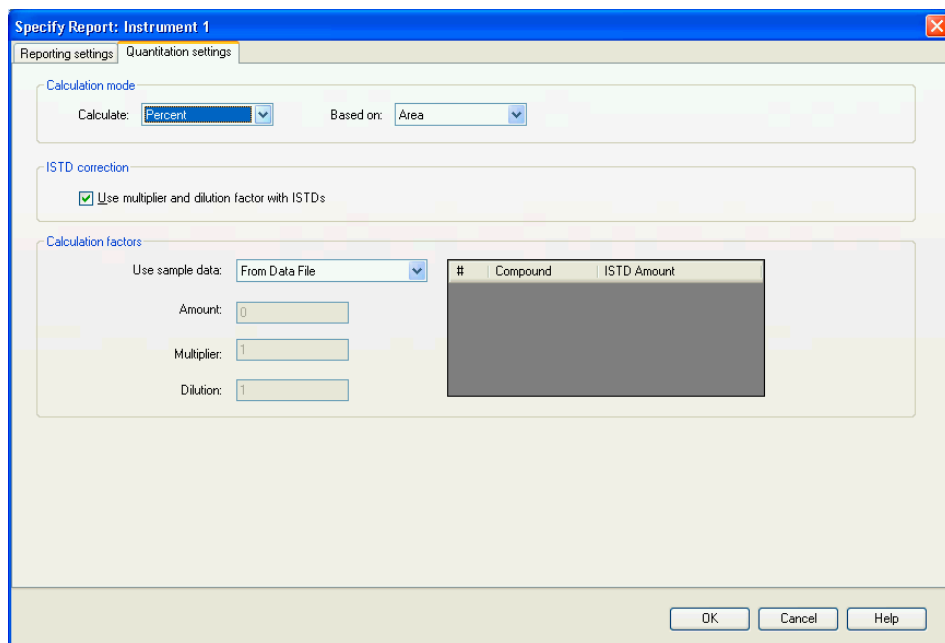 Specify Report: Instrument 1
Reporting settings Quantitation settings
Calculation mode
Calculate: Percent Based on: Area
ISTD correction
Use multiplier and dilution factor with ISTDs
Calculation factors
Use sample data: From Data File # Compound ISTD Amount
Amount: 0
Multiplier: 1
Dilution: 1
OK Cancel Help